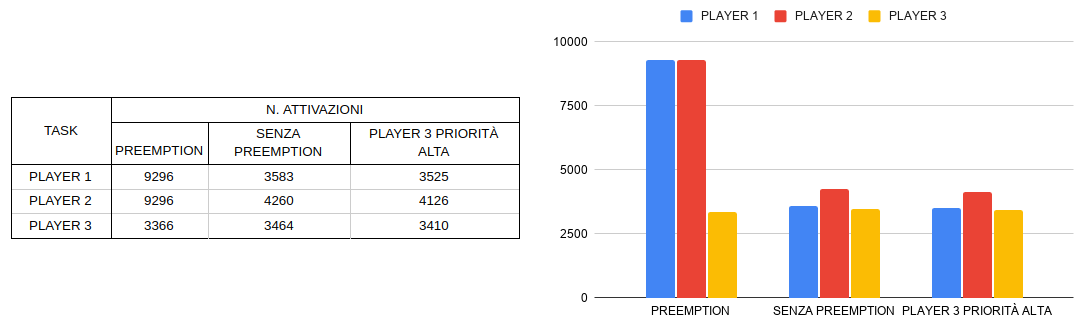 TASK
N. ATTIVAZIONI
PREEMPTION
SENZA
PREEMPTION
PLAYER 3 PRIORITÀ
ALTA
PLAYER 1 9296 3583 3525
PLAYER 2 9296 4260 4126
PLAYER 3 3366 3464 3410
PLAYER 1 PLAYER 2 PLAYER 3
10000
7500
5000
2500
0
PREEMPTION SENZA PREEMPTION PLAYER 3 PRIORITÀ ALTA